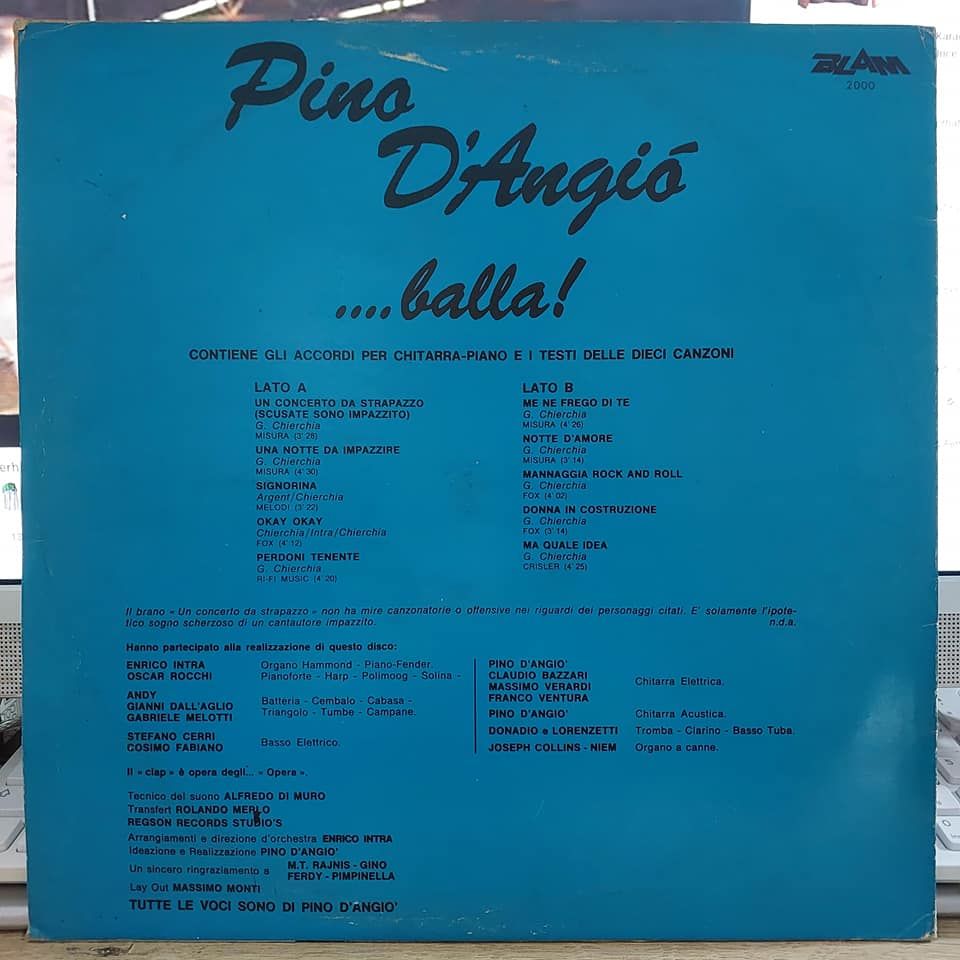 Pino
D'Angió
....balla!
BLAM
2000
CONTIENE GLI ACCORDI PER CHITARRA-PIANO E I TESTI DELLE DIECI CANZONI
LATO A
UN CONCERTO DA STRAPAZZO
(SCUSATE SONO IMPAZZITO)
G. Chierchia
MISURA (3' 28)
UNA NOTTE DA IMPAZZIRE
G. Chierchia
MISURA (4' 30)
SIGNORINA
Argent/Chierchia
MELODI (3' 22)
OKAY OKAY
Chierchia/Intra/Chierchia
FOX (4' 12)
PERDONI TENENTE
G. Chierchia
RI-FI MUSIC (4' 20)
LATO B
ME NE FREGO DI TE
G. Chierchia
MISURA (4' 26)
NOTTE D'AMORE
G. Chierchia
MISURA (3' 14)
MANNAGGIA ROCK AND ROLL
G. Chierchia
FOX (4' 02)
DONNA IN COSTRUZIONE
G. Chierchia
FOX (3' 14)
MA QUALE IDEA
G. Chierchia
CRISLER (4' 25)
Il brano « Un concerto da strapazzo » non ha mire canzonatorie o offensive nei riguardi dei personaggi citati. E' solamente l'ipote-
tico sogno scherzoso di un cantautore impazzito. n.d.a.
Hanno partecipato alla realizzazione di questo disco:
ENRICO INTRA Organo Hammond - Piano-Fender.
OSCAR ROCCHI Pianoforte - Harp - Polimoog - Solina -
ANDY
GIANNI DALL'AGLIO
GABRIELE MELOTTI
Batteria - Cembalo - Cabasa -
Triangolo - Tumbe - Campane.
STEFANO CERRI
COSIMO FABIANO
Basso Elettrico.
PINO D'ANGIO'
CLAUDIO BAZZARI
MASSIMO VERARDI
FRANCO VENTURA
Chitarra Elettrica.
PINO D'ANGIO' Chitarra Acustica.
DONADIO e LORENZETTI Tromba - Clarino - Basso Tuba.
JOSEPH COLLINS - NIEM Organo a canne.
Il « clap » è opera degli... « Opera ».
Tecnico del suono ALFREDO DI MURO
Transfert ROLANDO MERLO
REGSON RECORDS STUDIO'S
Arrangiamenti e direzione d'orchestra ENRICO INTRA
Ideazione e Realizzazione PINO D'ANGIO'
Un sincero ringraziamento a M.T. RAJNIS - GINO
FERDY - PIMPINELLA
Lay Out MASSIMO MONTI
TUTTE LE VOCI SONO DI PINO D'ANGIO'